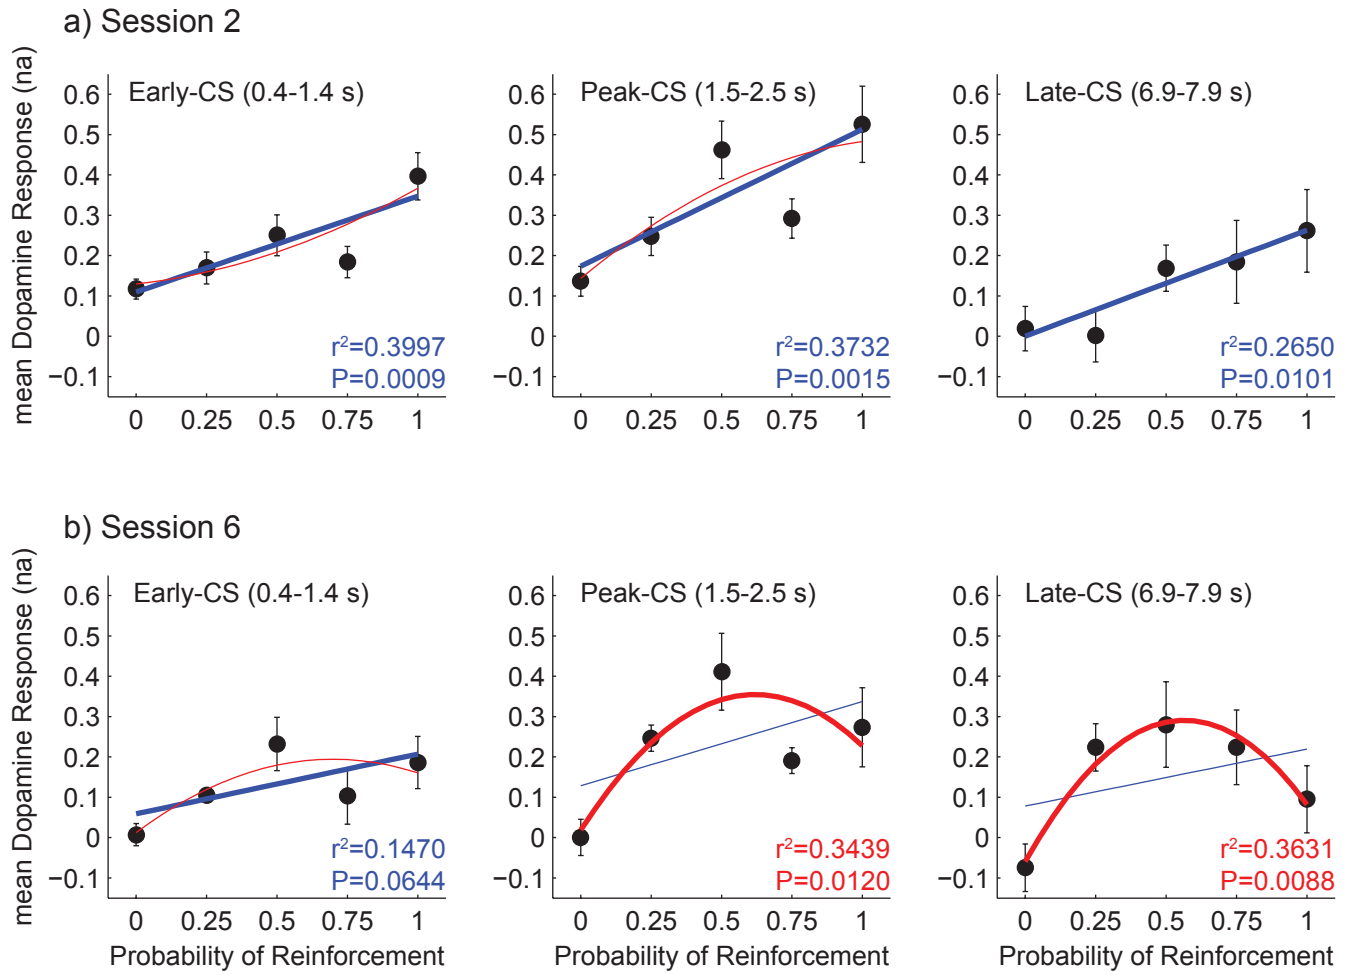 a) Session 2
mean Dopamine Response (na)
Early-CS (0.4-1.4 s)
0.6
0.5
0.4
0.3
0.2
0.1
0
−0.1
r²=0.3997
P=0.0009
0 0.25 0.5 0.75 1
Peak-CS (1.5-2.5 s)
0.6
0.5
0.4
0.3
0.2
0.1
0
−0.1
r²=0.3732
P=0.0015
0 0.25 0.5 0.75 1
Late-CS (6.9-7.9 s)
0.6
0.5
0.4
0.3
0.2
0.1
0
−0.1
r²=0.2650
P=0.0101
0 0.25 0.5 0.75 1
b) Session 6
mean Dopamine Response (na)
Early-CS (0.4-1.4 s)
0.6
0.5
0.4
0.3
0.2
0.1
0
−0.1
r²=0.1470
P=0.0644
0 0.25 0.5 0.75 1
Probability of Reinforcement
Peak-CS (1.5-2.5 s)
0.6
0.5
0.4
0.3
0.2
0.1
0
−0.1
r²=0.3439
P=0.0120
0 0.25 0.5 0.75 1
Probability of Reinforcement
Late-CS (6.9-7.9 s)
0.6
0.5
0.4
0.3
0.2
0.1
0
−0.1
r²=0.3631
P=0.0088
0 0.25 0.5 0.75 1
Probability of Reinforcement